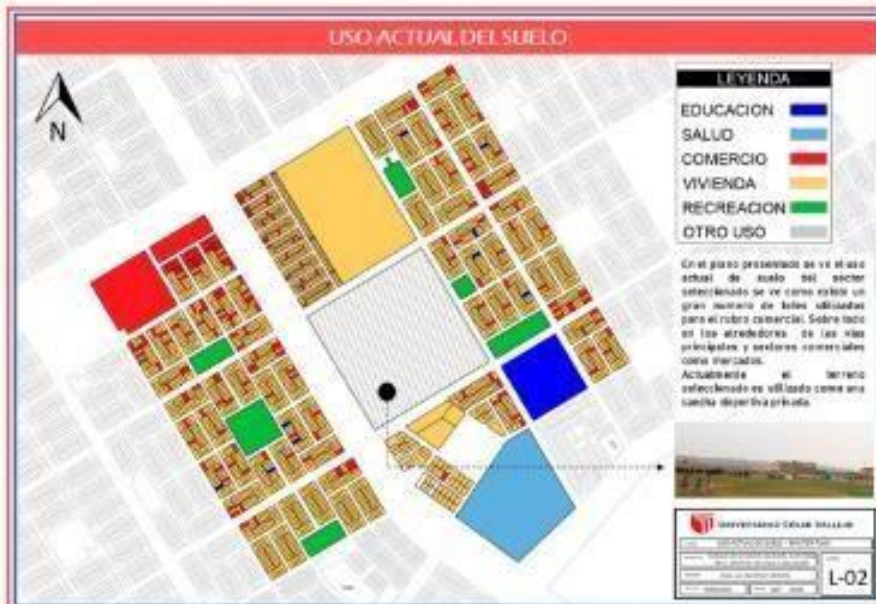 USO ACTUAL DEL SUELO
N
LEYENDA
EDUCACION
SALUD
COMERCIO
VIVIENDA
RECREACION
OTRO USO
En el plano presentado se ve el uso
actual de suelo del sector
seleccionado se ve como existe un
gran numero de lotes utilizados
para el rubro comercial. Sobre todo
en los alrededores de las vias
principales y sectores comerciales
como mercados.
Actualmente el terreno
seleccionado es utilizado como una
cancha deportiva privada.
UNIVERSIDAD CÉSAR VALLEJO
L-02